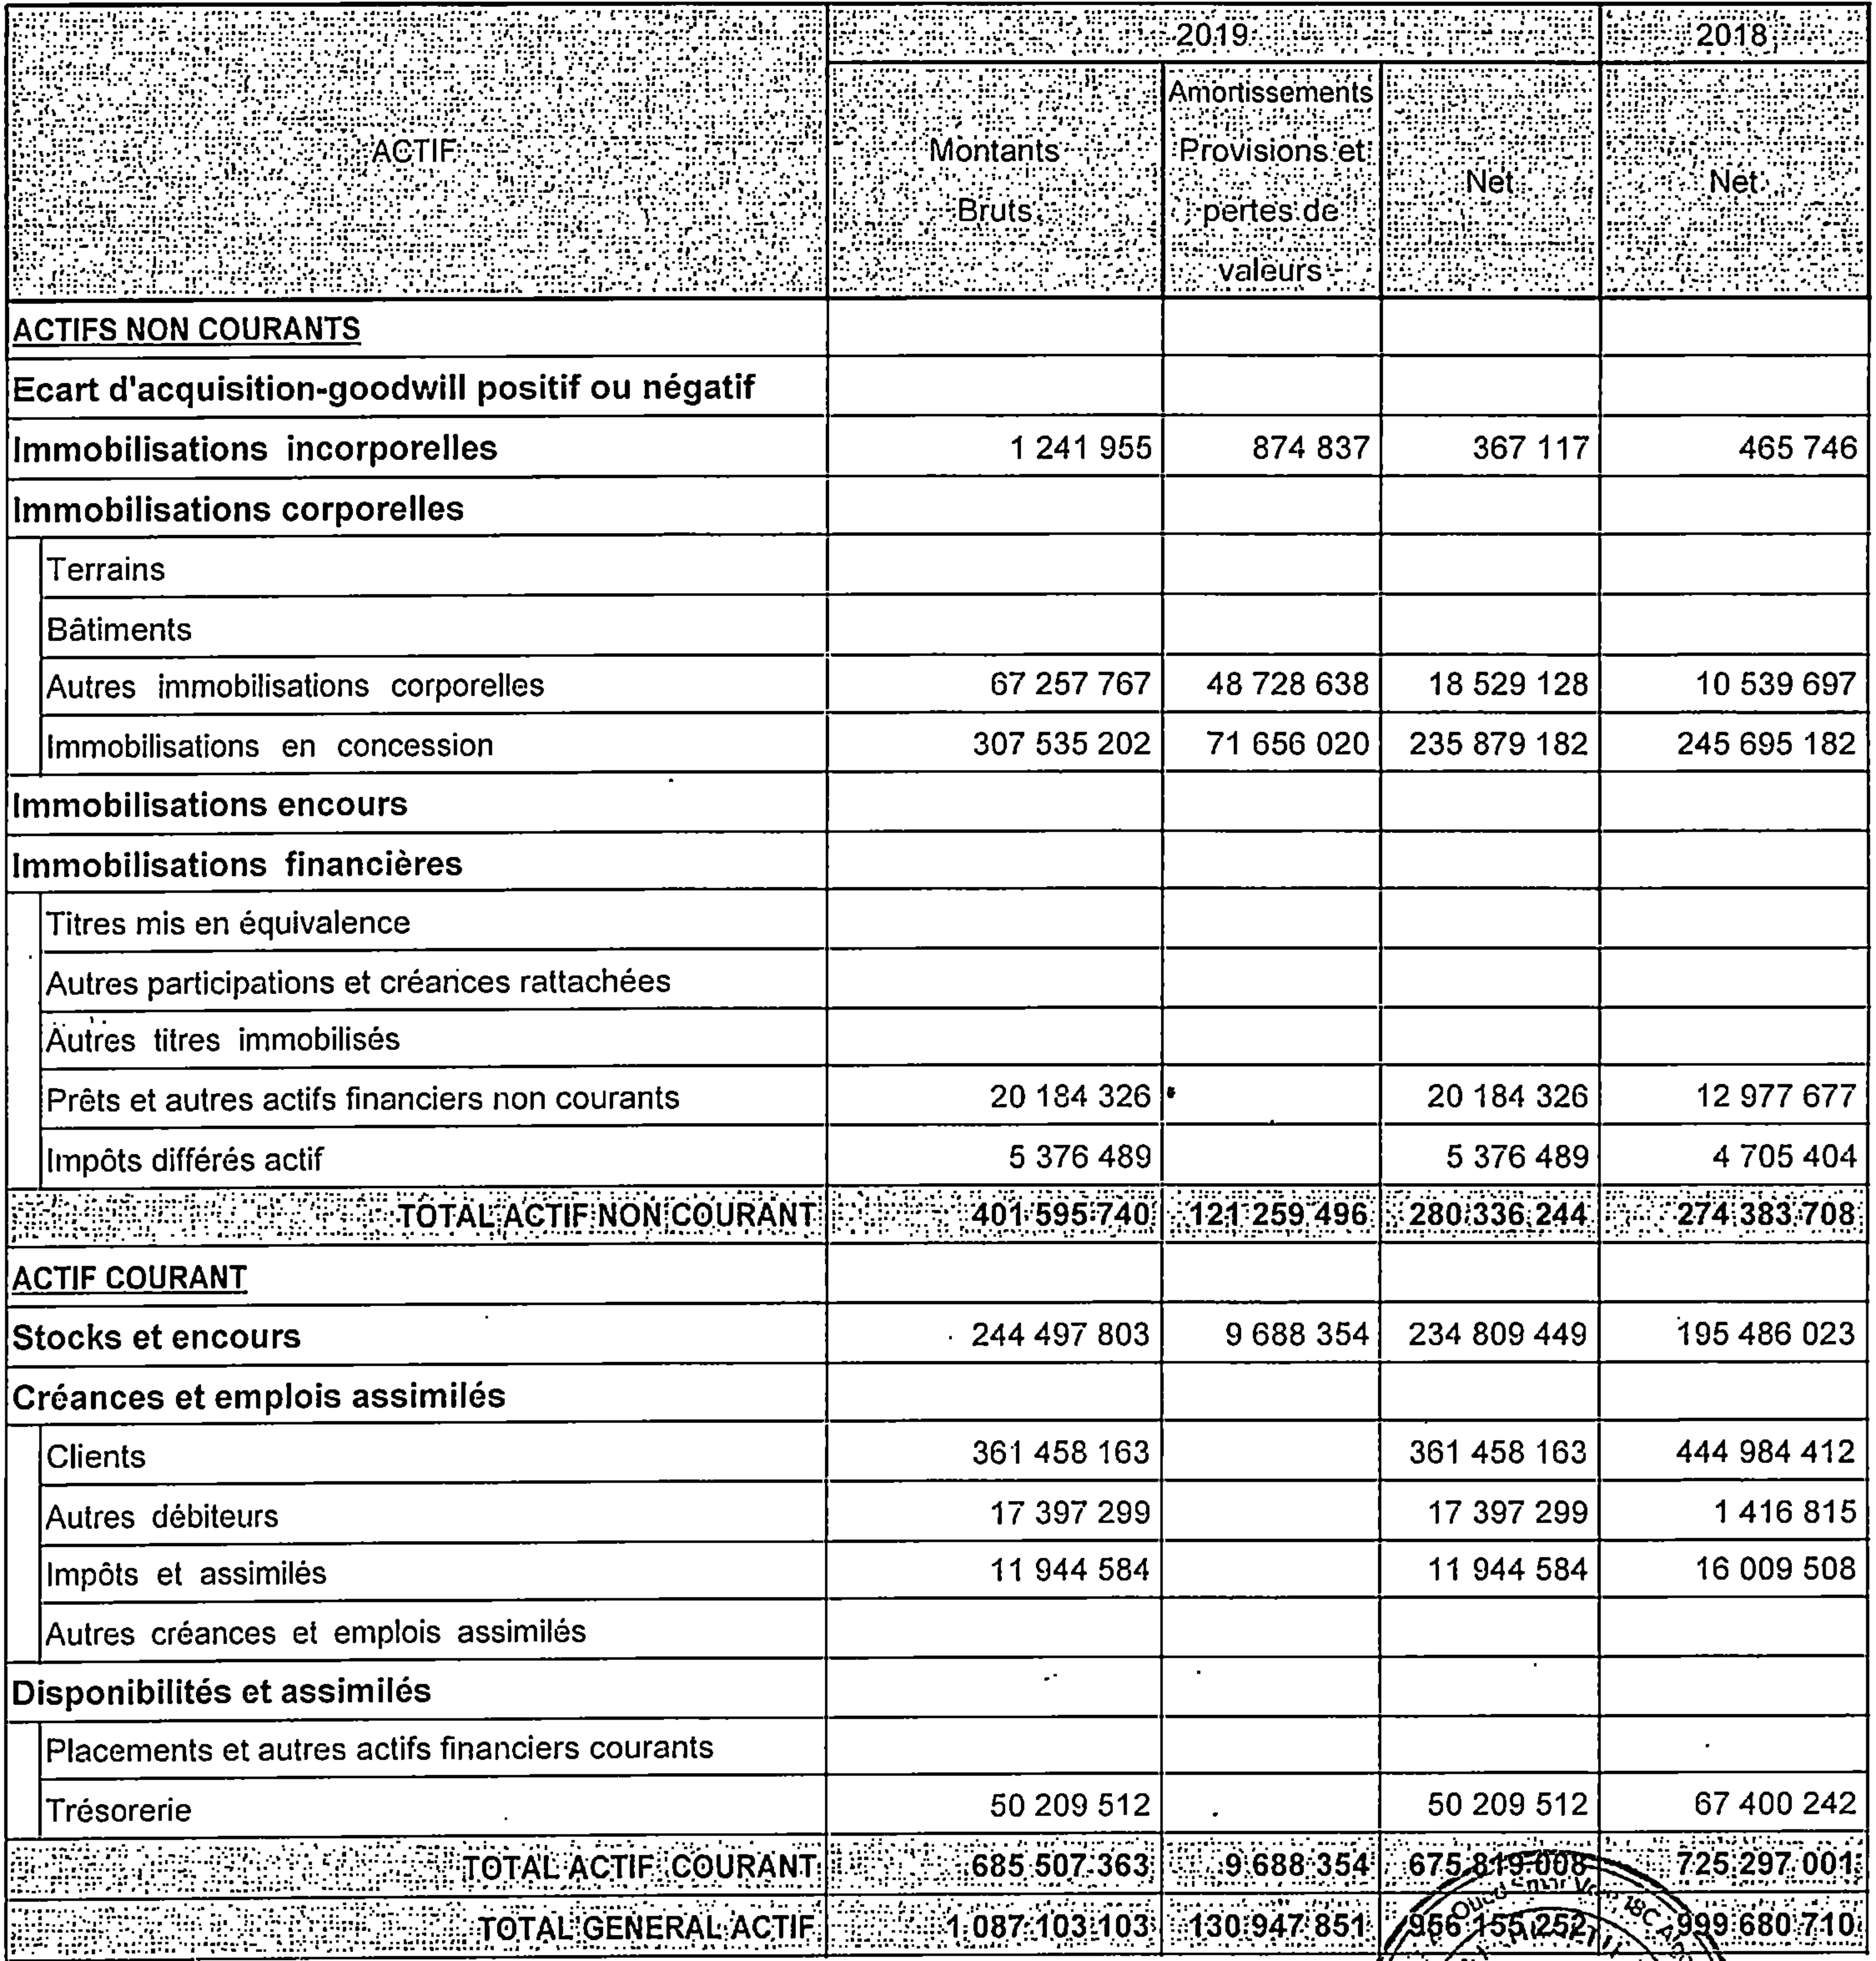 2019 2018
ACTIF Montants Bruts Amortissements Provisions et pertes de valeurs Net Net
ACTIFS NON COURANTS
Ecart d'acquisition-goodwill positif ou négatif
Immobilisations incorporelles 1 241 955 874 837 367 117 465 746
Immobilisations corporelles
Terrains
Bâtiments
Autres immobilisations corporelles 67 257 767 48 728 638 18 529 128 10 539 697
Immobilisations en concession 307 535 202 71 656 020 235 879 182 245 695 182
Immobilisations encours
Immobilisations financières
Titres mis en équivalence
Autres participations et créances rattachées
Autres titres immobilisés
Prêts et autres actifs financiers non courants 20 184 326 20 184 326 12 977 677
Impôts différés actif 5 376 489 5 376 489 4 705 404
TOTAL ACTIF NON COURANT 401 595 740 121 259 496 280 336 244 274 383 708
ACTIF COURANT
Stocks et encours 244 497 803 9 688 354 234 809 449 195 486 023
Créances et emplois assimilés
Clients 361 458 163 361 458 163 444 984 412
Autres débiteurs 17 397 299 17 397 299 1 416 815
Impôts et assimilés 11 944 584 11 944 584 16 009 508
Autres créances et emplois assimilés
Disponibilités et assimilés
Placements et autres actifs financiers courants
Trésorerie 50 209 512 50 209 512 67 400 242
TOTAL ACTIF COURANT 685 507 363 9 688 354 675 819 008 725 297 001
TOTAL GENERAL ACTIF 1 087 103 103 130 947 851 956 155 252 999 680 710
Oued Smar